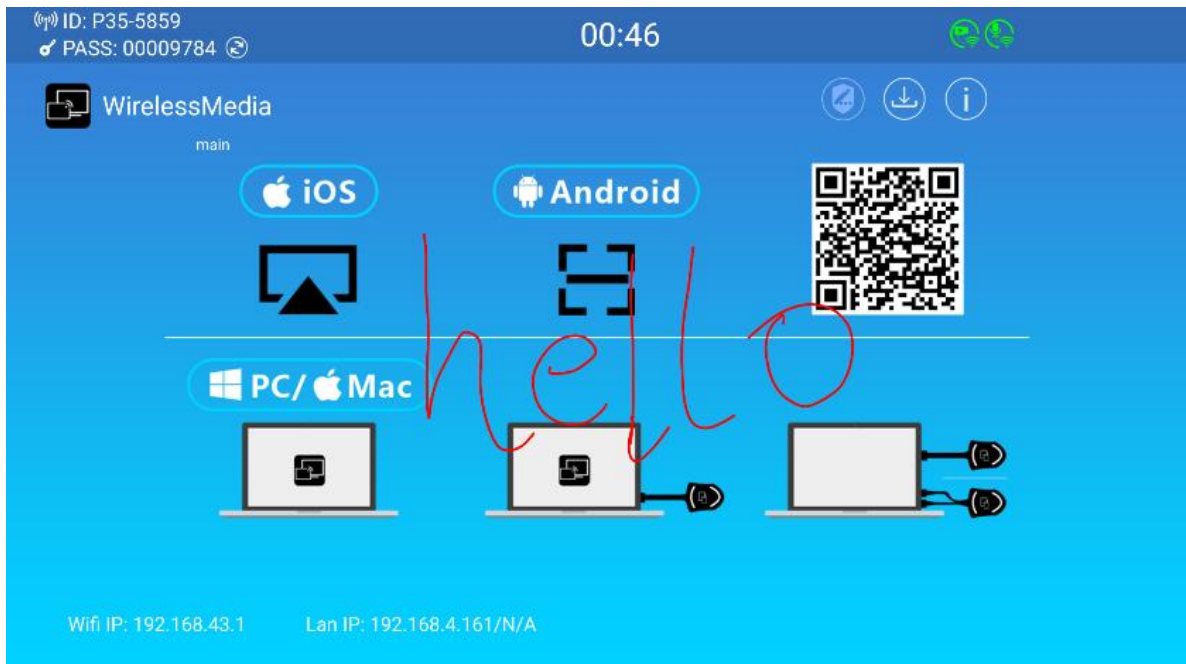 ID: P35-5859
00:46
PASS: 00009784
WirelessMedia
main
iOS
Android
hello
PC/ Mac
Wifi IP: 192.168.43.1
Lan IP: 192.168.4.161/N/A